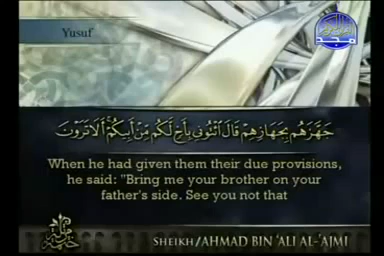 Yusuf
جَهَّزَهُم بِجَهَازِهِمْ قَالَ ٱئْتُونِى بِأَخٍ لَّكُم مِّنْ أَبِيكُمْ أَلَا تَرَوْنَ
When he had given them their due provisions,
he said: "Bring me your brother on your
father's side. See you not that
SHEIKH/AHMAD BIN 'ALI AL-'AJMI